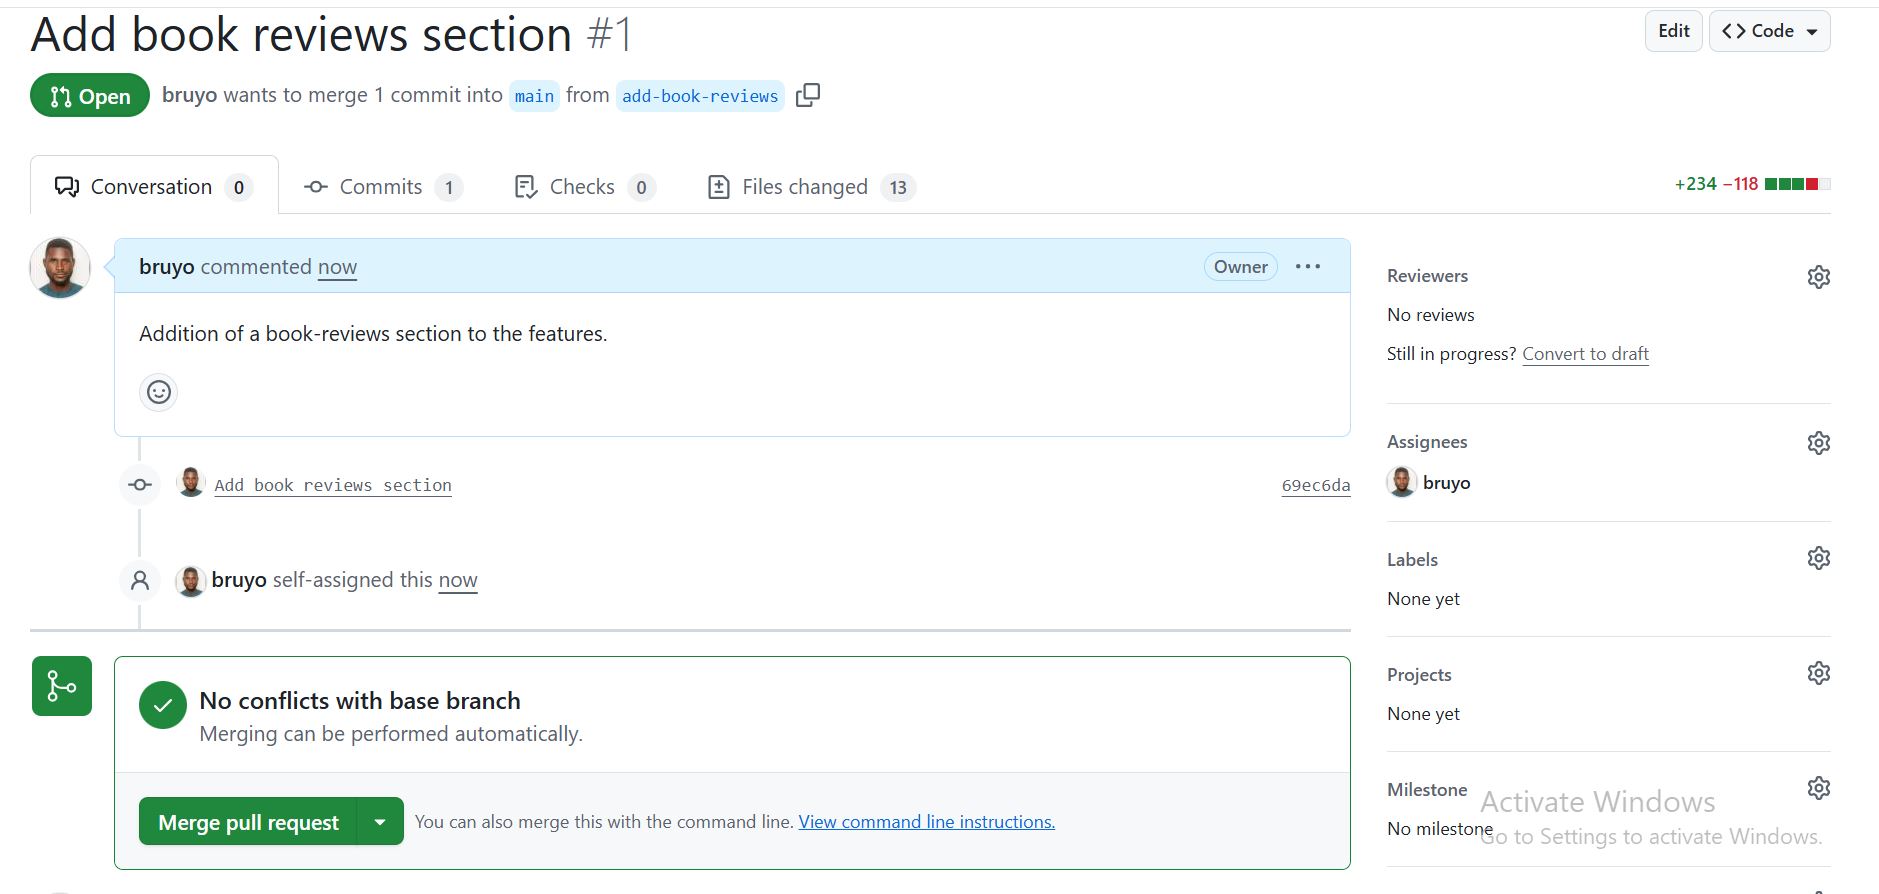 Add book reviews section #1
Edit
Code
Open
bruyo wants to merge 1 commit into main from add-book-reviews
Conversation 0
Commits 1
Checks 0
Files changed 13
+234 −118
bruyo commented now
Owner
Addition of a book-reviews section to the features.
Add book reviews section
69ec6da
bruyo self-assigned this now
No conflicts with base branch
Merging can be performed automatically.
Merge pull request
You can also merge this with the command line. View command line instructions.
Reviewers
No reviews
Still in progress? Convert to draft
Assignees
bruyo
Labels
None yet
Projects
None yet
Milestone
No milestone
Activate Windows
Go to Settings to activate Windows.